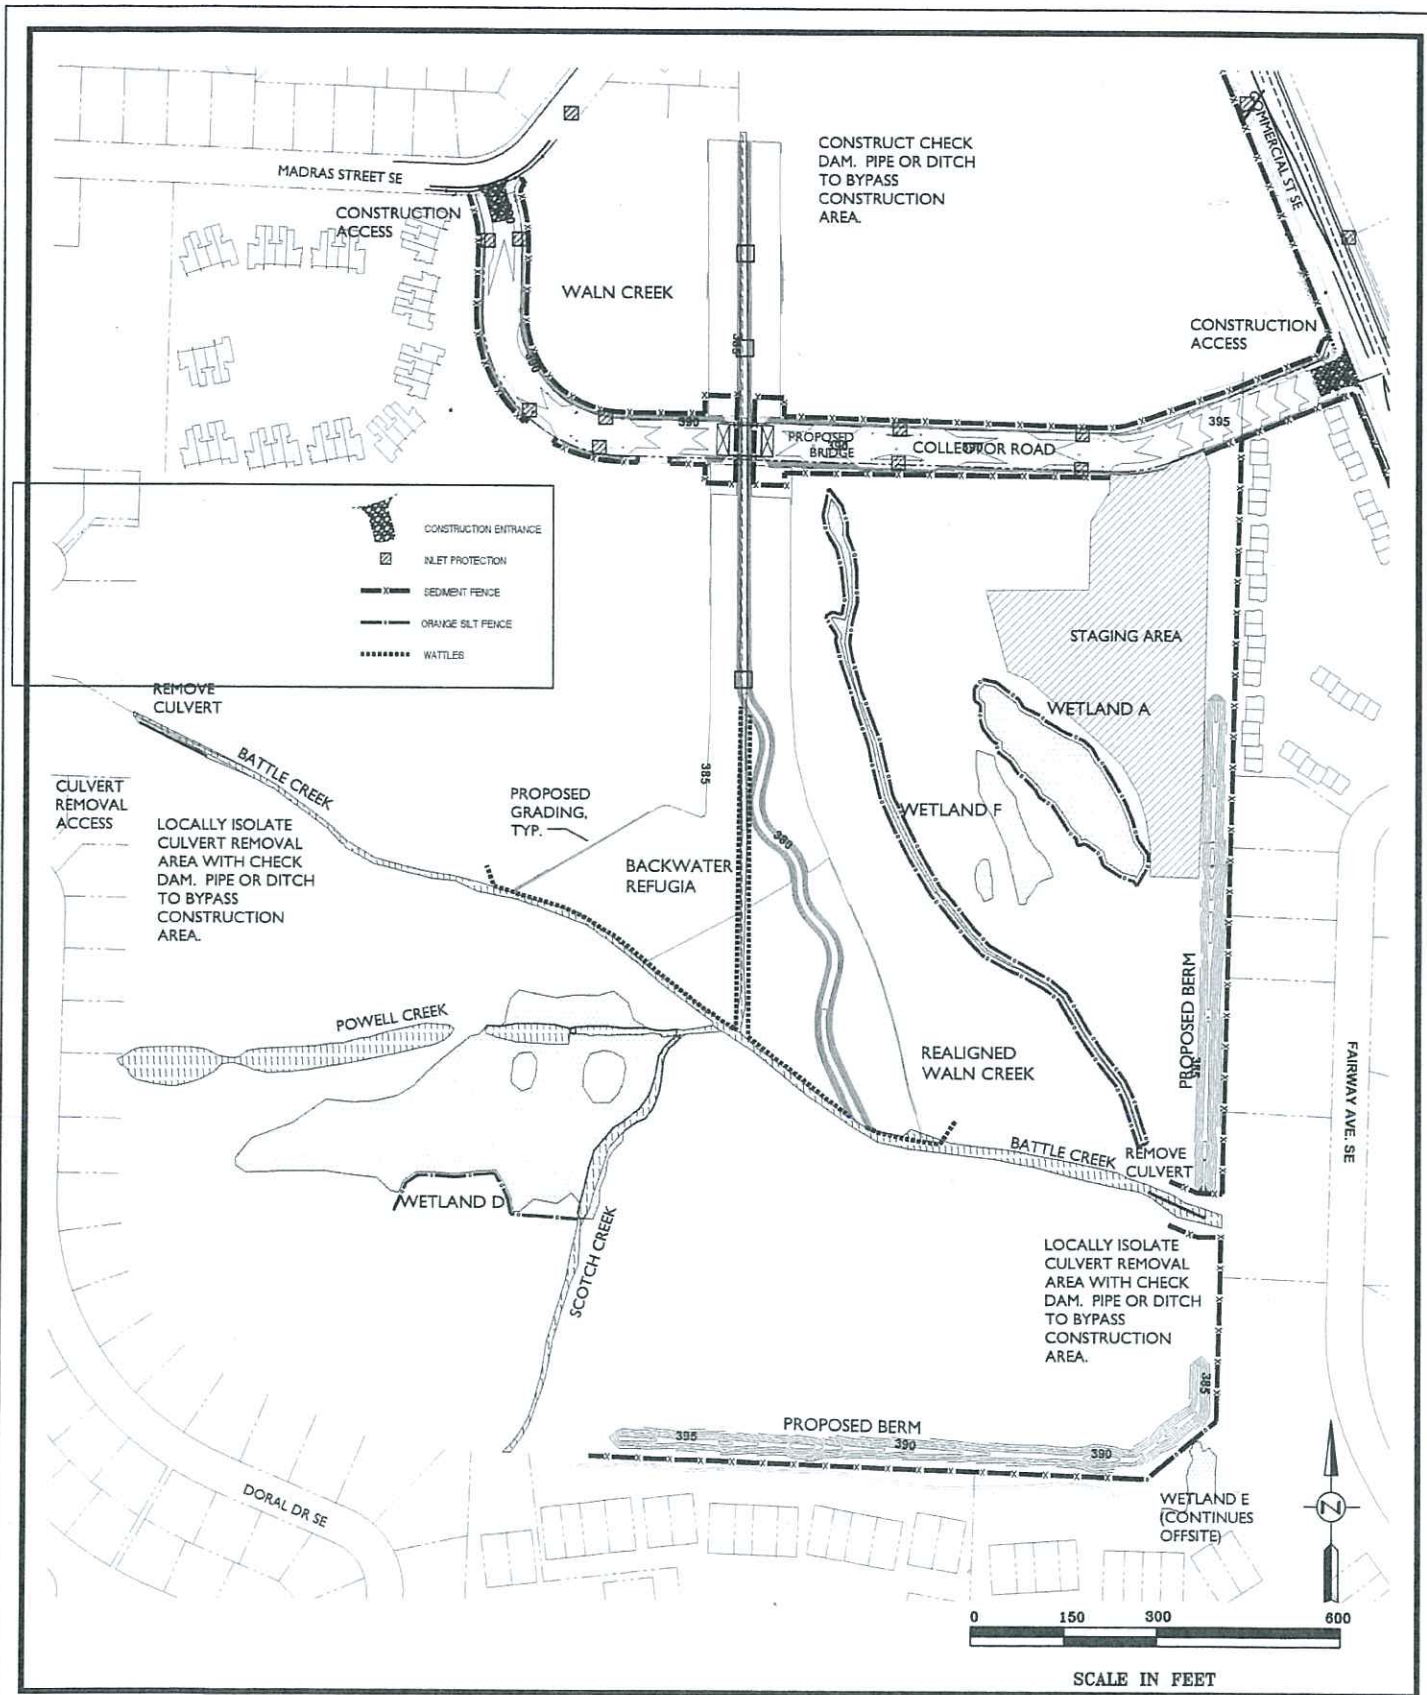 CONSTRUCT CHECK
DAM. PIPE OR DITCH
TO BYPASS
CONSTRUCTION
AREA.
COMMERCIAL ST SE
MADRAS STREET SE
CONSTRUCTION
ACCESS
WALN CREEK
CONSTRUCTION
ACCESS
385
390
PROPOSED
BRIDGE
COLLECTOR ROAD
395
CONSTRUCTION ENTRANCE
INLET PROTECTION
SEDIMENT FENCE
ORANGE SILT FENCE
WATTLES
STAGING AREA
REMOVE
CULVERT
WETLAND A
BATTLE CREEK
385
CULVERT
REMOVAL
ACCESS
PROPOSED
GRADING,
TYP.
WETLAND F
LOCALLY ISOLATE
CULVERT REMOVAL
AREA WITH CHECK
DAM. PIPE OR DITCH
TO BYPASS
CONSTRUCTION
AREA.
380
BACKWATER
REFUGIA
PROPOSED BERM
385
POWELL CREEK
REALIGNED
WALN CREEK
FAIRWAY AVE. SE
BATTLE CREEK
REMOVE
CULVERT
WETLAND D
SCOTCH CREEK
LOCALLY ISOLATE
CULVERT REMOVAL
AREA WITH CHECK
DAM. PIPE OR DITCH
TO BYPASS
CONSTRUCTION
AREA.
385
PROPOSED BERM
395
390
390
DORAL DR SE
WETLAND E
(CONTINUES
OFFSITE)
N
0 150 300 600
SCALE IN FEET